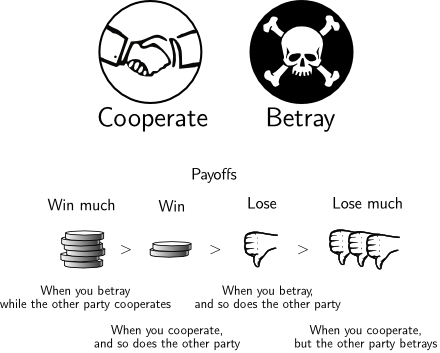 Cooperate Betray
Payoffs
Win much Win Lose Lose much
> > >
When you betray
while the other party cooperates
When you betray,
and so does the other party
When you cooperate,
and so does the other party
When you cooperate,
but the other party betrays